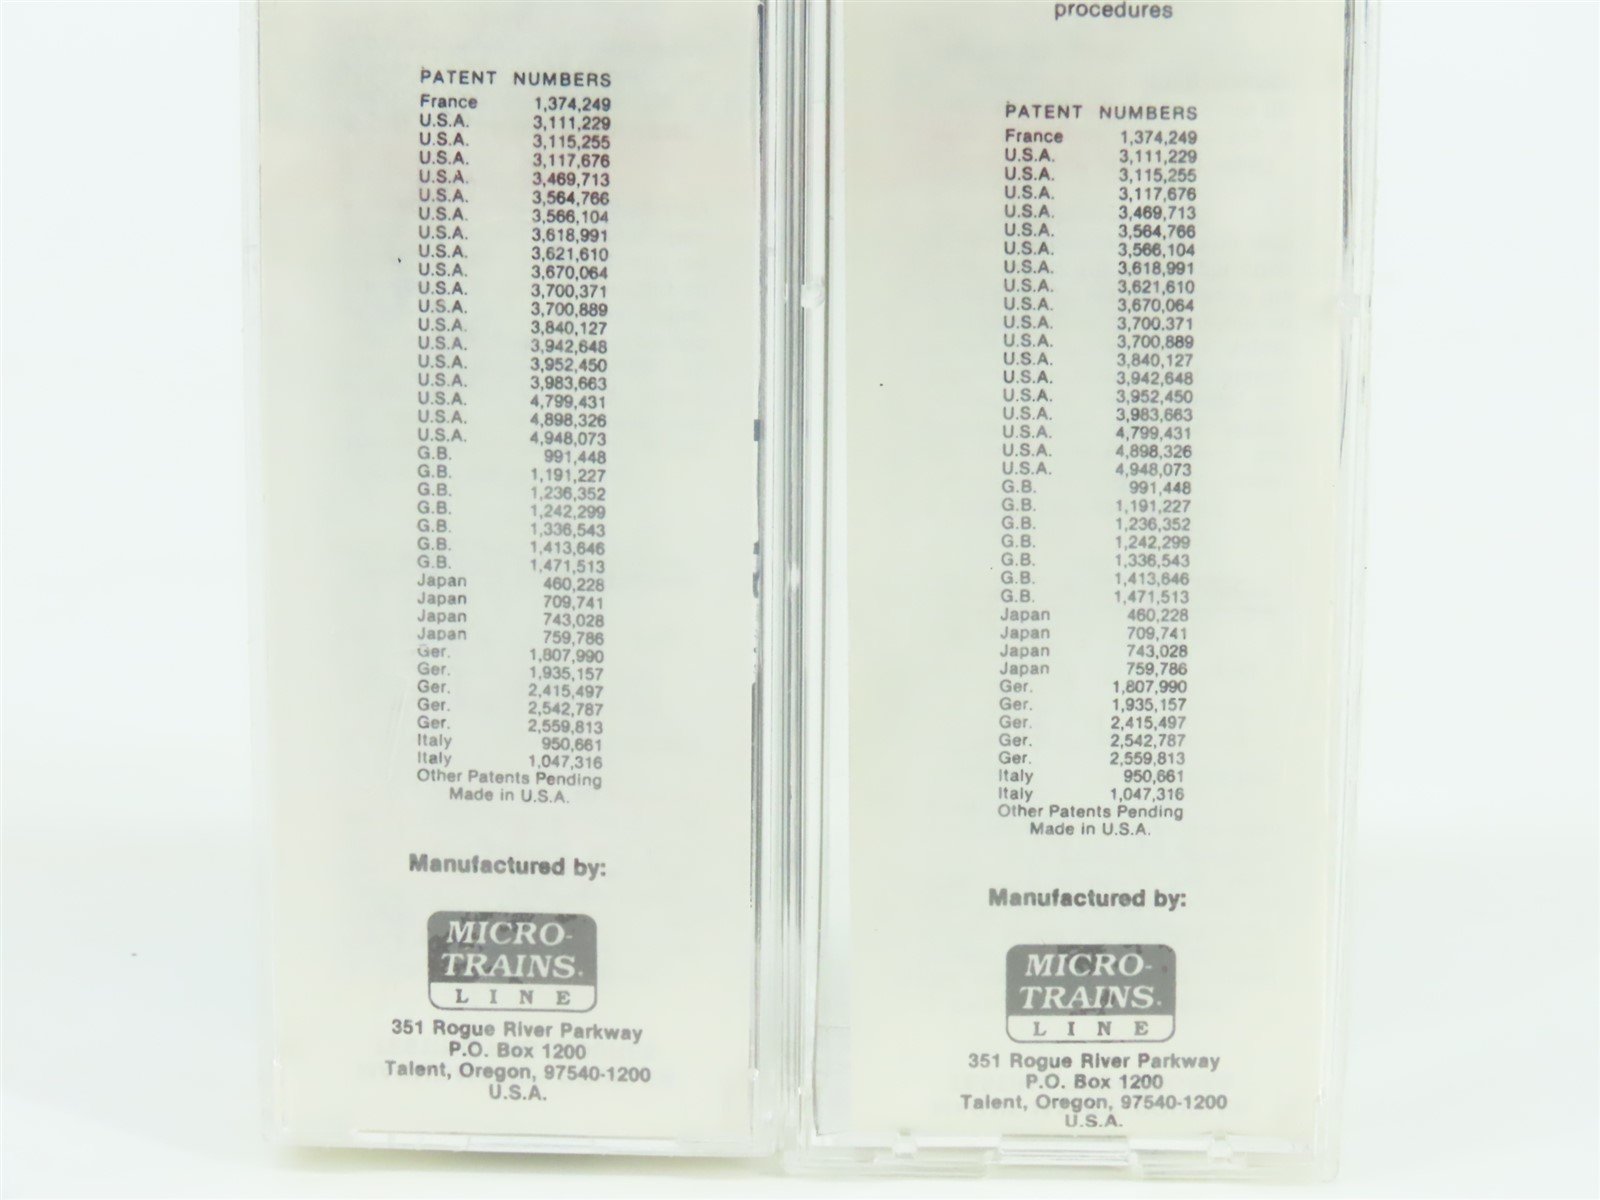 PATENT NUMBERS
France 1,374,249
U.S.A. 3,111,229
U.S.A. 3,115,255
U.S.A. 3,117,676
U.S.A. 3,469,713
U.S.A. 3,564,766
U.S.A. 3,566,104
U.S.A. 3,618,991
U.S.A. 3,621,610
U.S.A. 3,670,064
U.S.A. 3,700,371
U.S.A. 3,700,889
U.S.A. 3,840,127
U.S.A. 3,942,648
U.S.A. 3,952,450
U.S.A. 3,983,663
U.S.A. 4,799,431
U.S.A. 4,898,326
U.S.A. 4,948,073
G.B. 991,448
G.B. 1,191,227
G.B. 1,236,352
G.B. 1,242,299
G.B. 1,336,543
G.B. 1,413,646
G.B. 1,471,513
Japan 460,228
Japan 709,741
Japan 743,028
Japan 759,786
Ger. 1,807,990
Ger. 1,935,157
Ger. 2,415,497
Ger. 2,542,787
Ger. 2,559,813
Italy 950,661
Italy 1,047,316
Other Patents Pending
Made in U.S.A.
Manufactured by:
MICRO-
TRAINS.
LINE
351 Rogue River Parkway
P.O. Box 1200
Talent, Oregon, 97540-1200
U.S.A.
procedures
PATENT NUMBERS
France 1,374,249
U.S.A. 3,111,229
U.S.A. 3,115,255
U.S.A. 3,117,676
U.S.A. 3,469,713
U.S.A. 3,564,766
U.S.A. 3,566,104
U.S.A. 3,618,991
U.S.A. 3,621,610
U.S.A. 3,670,064
U.S.A. 3,700.371
U.S.A. 3,700,889
U.S.A. 3,840,127
U.S.A. 3,942,648
U.S.A. 3,952,450
U.S.A. 3,983,663
U.S.A. 4,799,431
U.S.A. 4,898,326
U.S.A. 4,948,073
G.B. 991,448
G.B. 1,191,227
G.B. 1,236,352
G.B. 1,242,299
G.B. 1,336,543
G.B. 1,413,646
G.B. 1,471,513
Japan 460,228
Japan 709,741
Japan 743,028
Japan 759,786
Ger. 1,807,990
Ger. 1,935,157
Ger. 2,415,497
Ger. 2,542,787
Ger. 2,559,813
Italy 950,661
Italy 1,047,316
Other Patents Pending
Made in U.S.A.
Manufactured by:
MICRO-
TRAINS.
LINE
351 Rogue River Parkway
P.O. Box 1200
Talent, Oregon, 97540-1200
U.S.A.